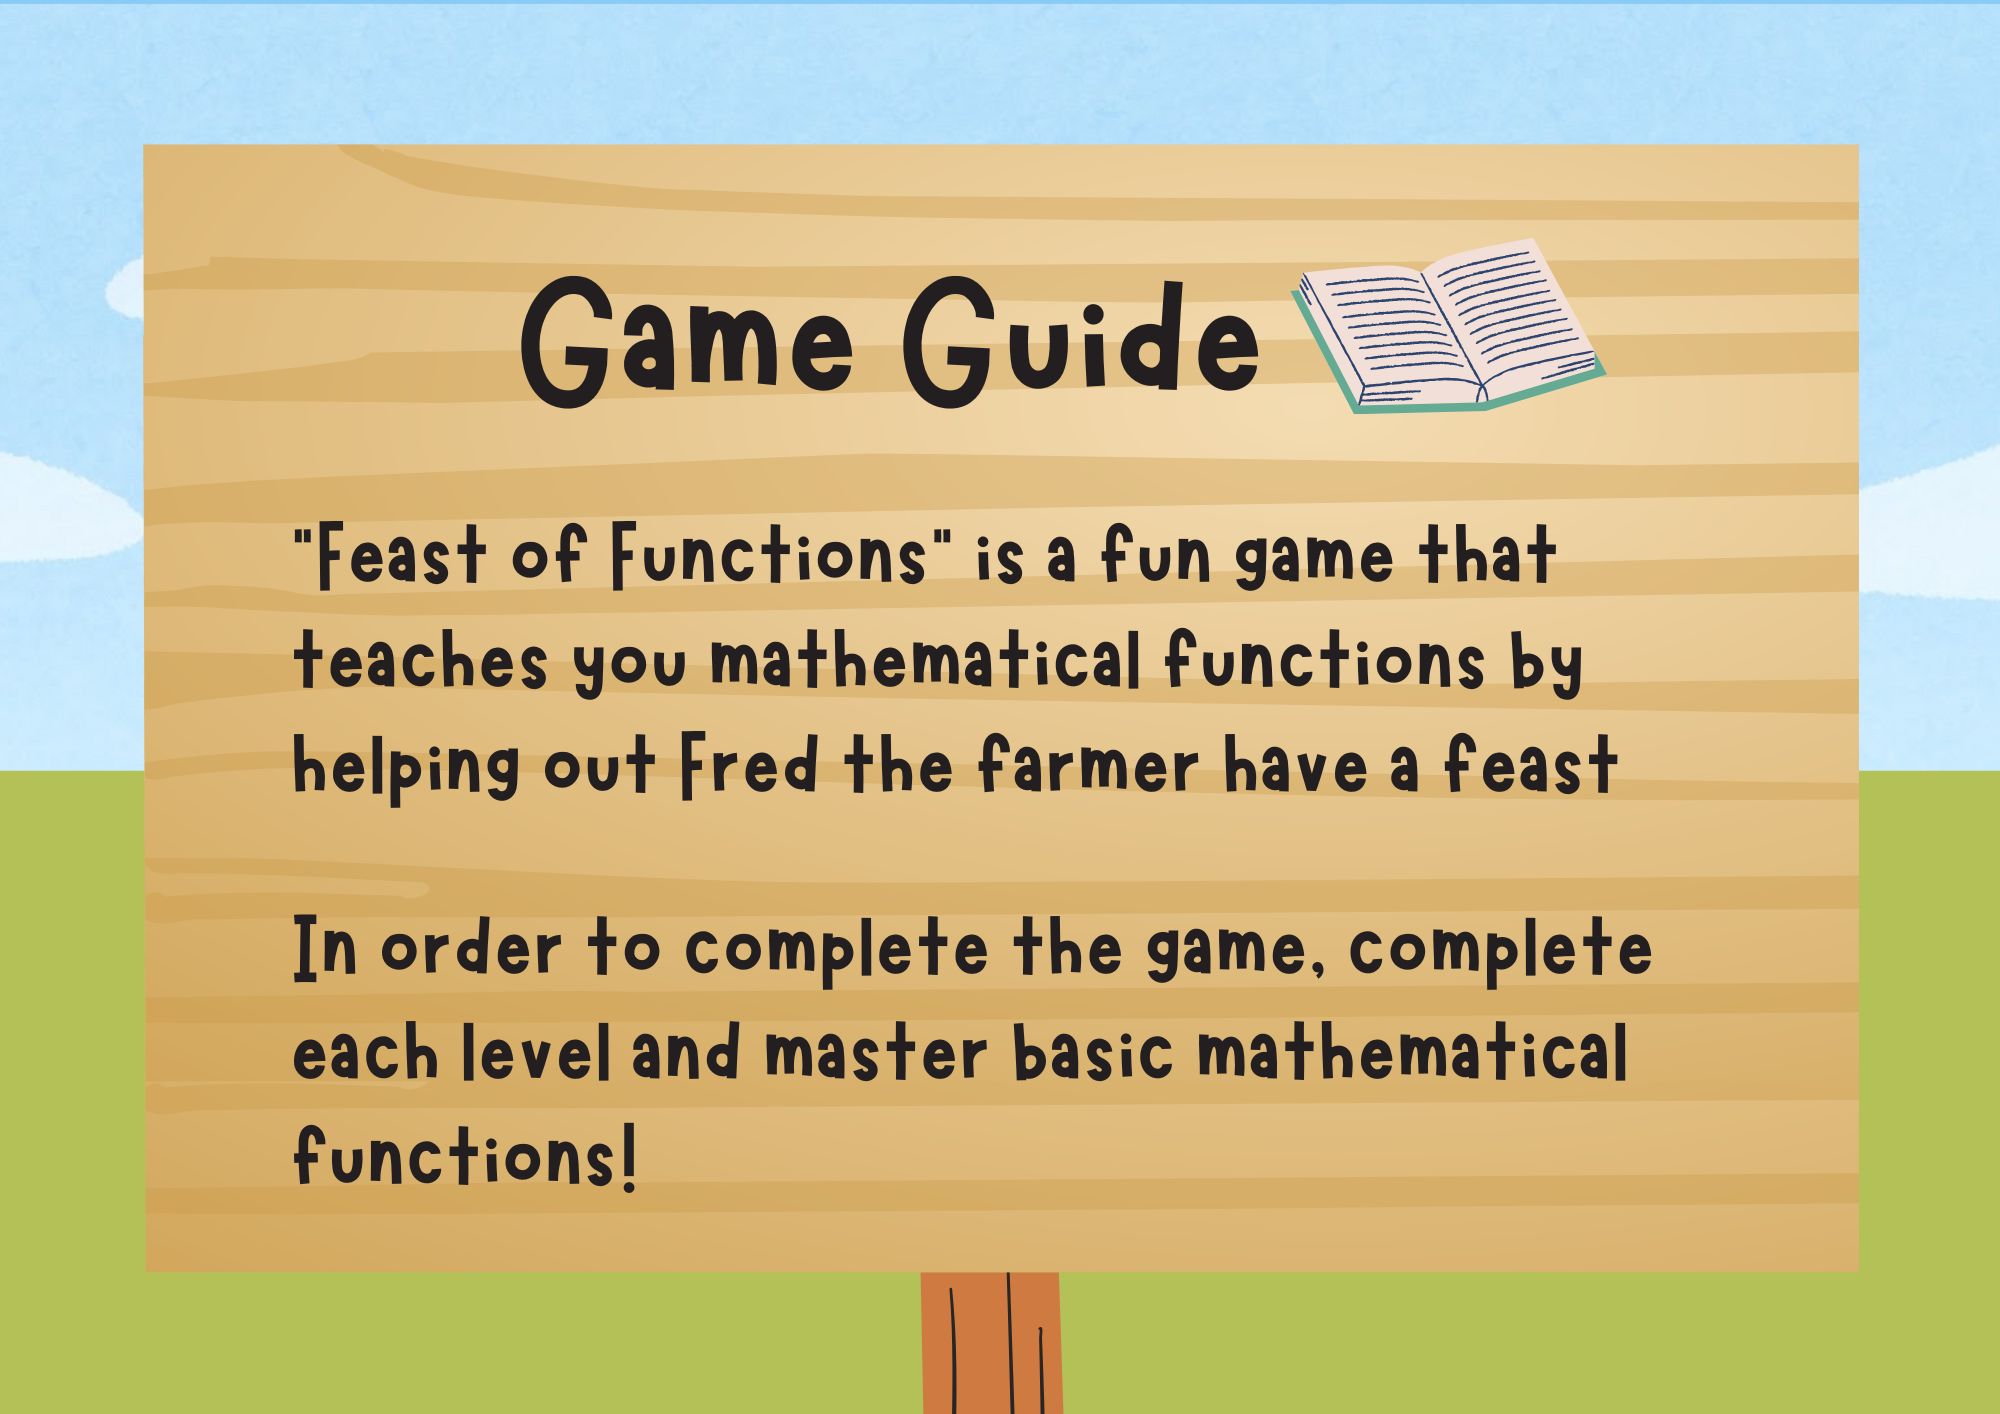 Game Guide
"Feast of Functions" is a fun game that
teaches you mathematical functions by
helping out Fred the farmer have a feast
In order to complete the game, complete
each level and master basic mathematical
functions!